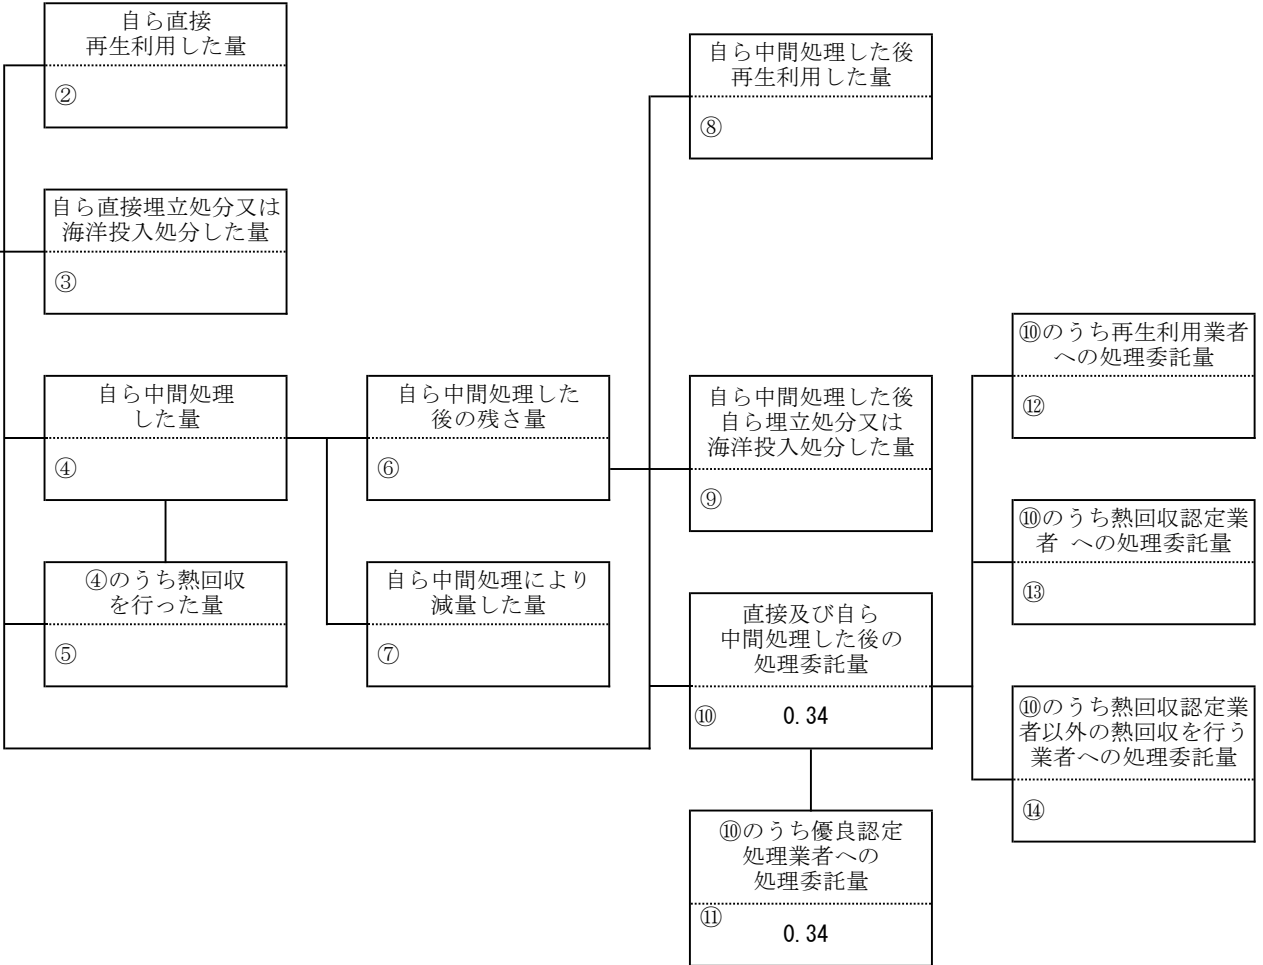 自ら直接
再生利用した量
②
自ら直接埋立処分又は
海洋投入処分した量
③
自ら中間処理
した量
④
④のうち熱回収
を行った量
⑤
自ら中間処理した
後の残さ量
⑥
自ら中間処理により
減量した量
⑦
自ら中間処理した後
再生利用した量
⑧
自ら中間処理した後
自ら埋立処分又は
海洋投入処分した量
⑨
直接及び自ら
中間処理した後の
処理委託量
⑩ 0.34
⑩のうち優良認定
処理業者への
処理委託量
⑪
0.34
⑩のうち再生利用業者
への処理委託量
⑫
⑩のうち熱回収認定業
者 への処理委託量
⑬
⑩のうち熱回収認定業
者以外の熱回収を行う
業者への処理委託量
⑭